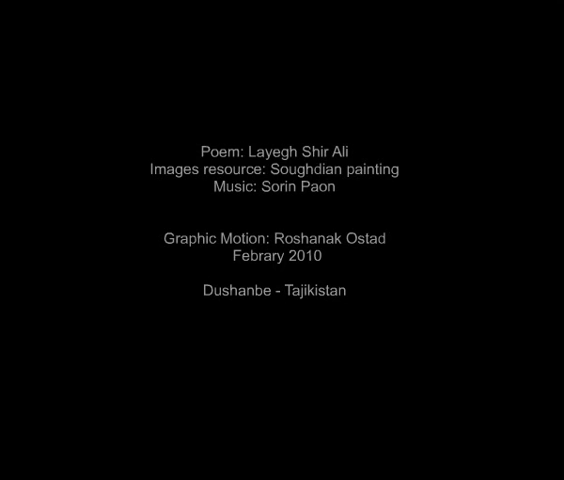 Poem: Layegh Shir Ali
Images resource: Soughdian painting
Music: Sorin Paon
Graphic Motion: Roshanak Ostad
Febrary 2010
Dushanbe - Tajikistan